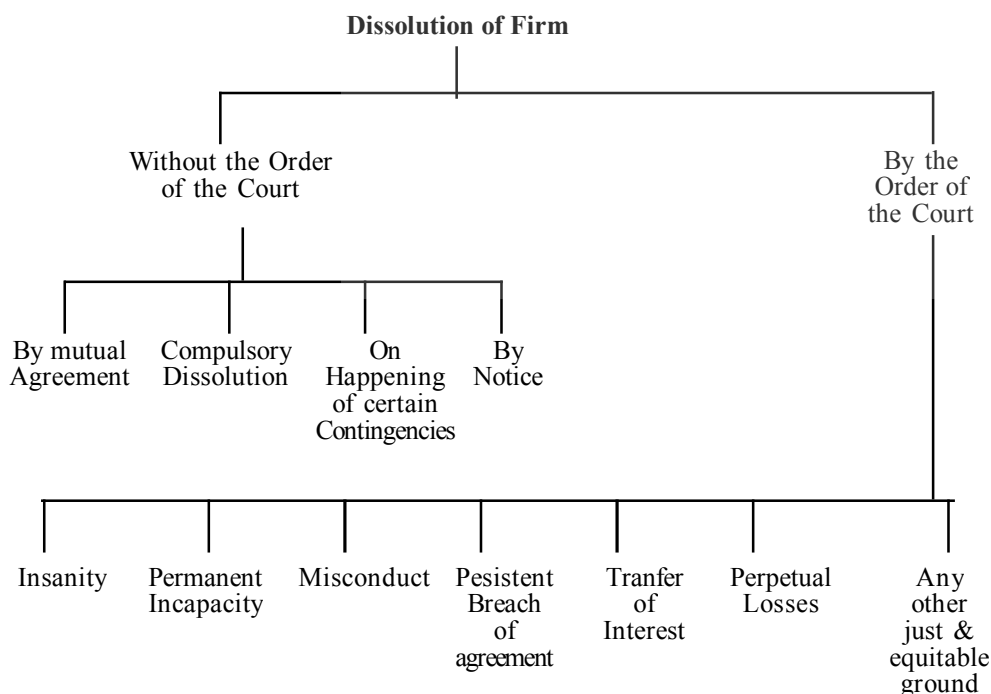 Dissolution of Firm
Without the Order
of the Court
By the
Order of
the Court
By mutual
Agreement
Compulsory
Dissolution
On
Happening
of certain
Contingencies
By
Notice
Insanity
Permanent
Incapacity
Misconduct
Pesistent
Breach
of
agreement
Tranfer
of
Interest
Perpetual
Losses
Any
other
just &
equitable
ground